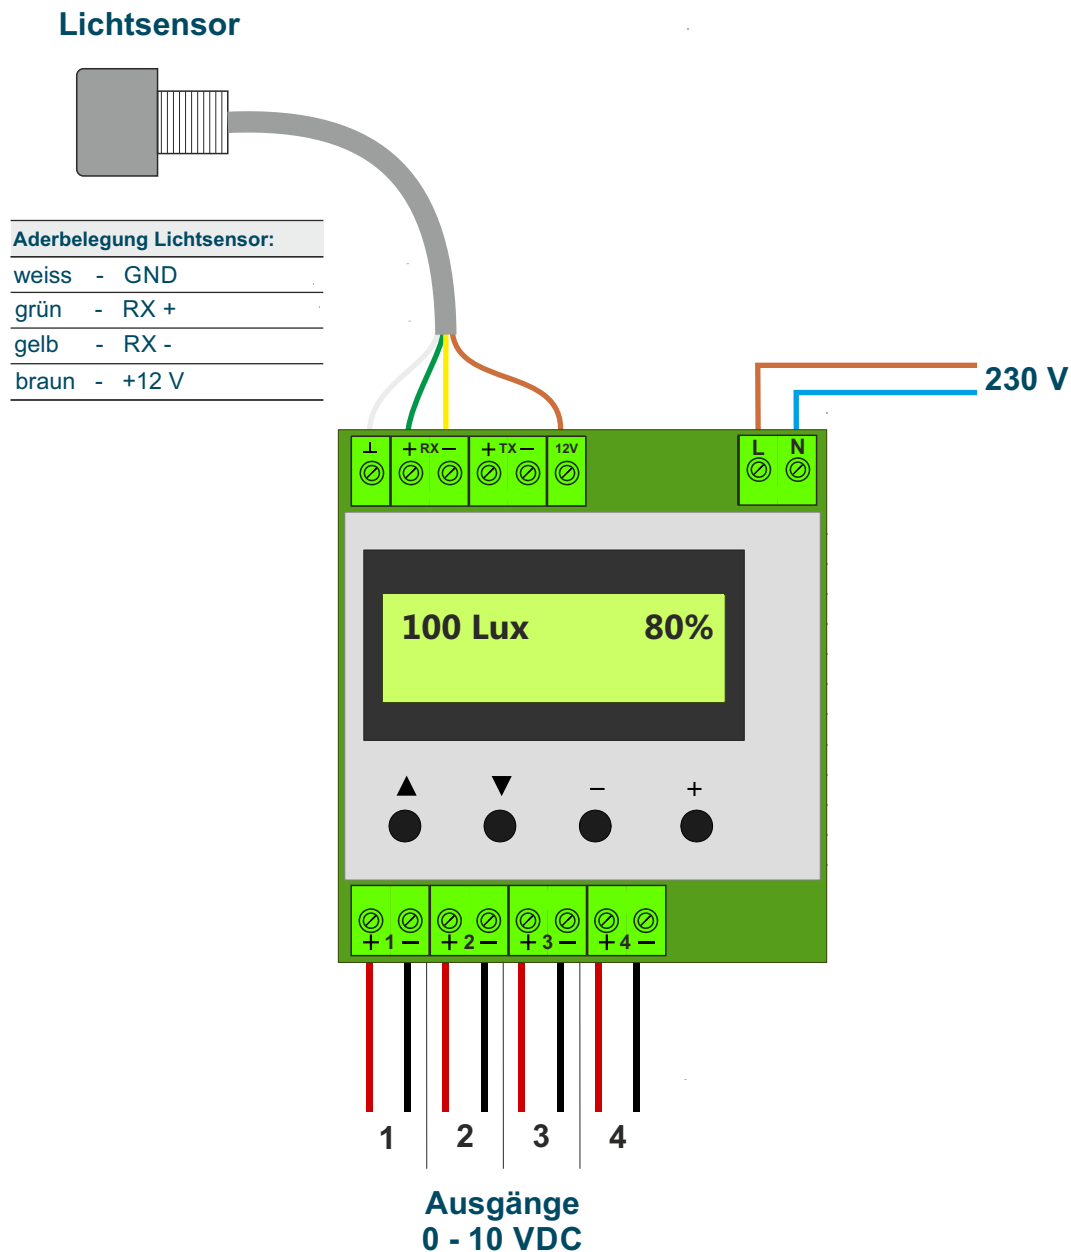 Lichtsensor
Aderbelegung Lichtsensor:
weiss - GND
grün - RX +
gelb - RX -
braun - +12 V
230 V
⊥ + RX − + TX − 12V
L N
100 Lux 80%
▲ ▼ − +
+ 1 − + 2 − + 3 − + 4 −
1 2 3 4
Ausgänge
0 - 10 VDC